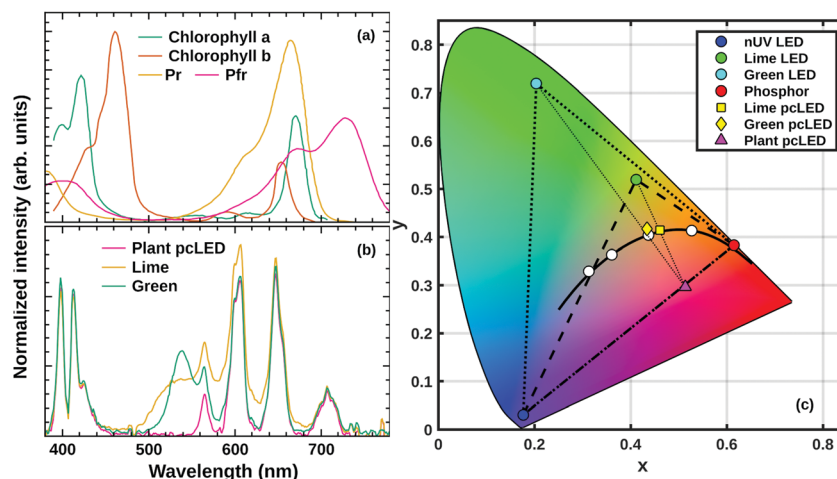 (a)
Chlorophyll a
Chlorophyll b
Pr
Pfr
(b)
Plant pcLED
Lime
Green
Normalized intensity (arb. units)
400
500
600
700
Wavelength (nm)
nUV LED
Lime LED
Green LED
Phosphor
Lime pcLED
Green pcLED
Plant pcLED
(c)
y
0.8
0.7
0.6
0.5
0.4
0.3
0.2
0.1
0
0
0.2
0.4
0.6
0.8
x